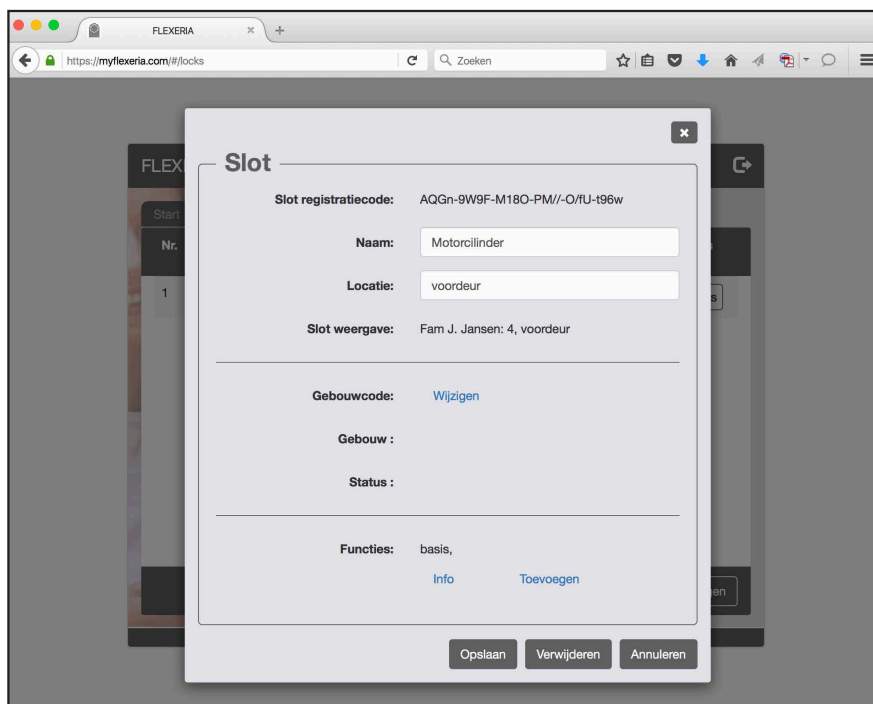 FLEXERIA
https://myflexeria.com/#/locks
Zoeken
FLEX
Start
Nr.
1
s
en
Slot
Slot registratiecode: AQGn-9W9F-M18O-PM//-O/fU-t96w
Naam: Motorcilinder
Locatie: voordeur
Slot weergave: Fam J. Jansen: 4, voordeur
Gebouwcode: Wijzigen
Gebouw :
Status :
Functies: basis,
Info Toevoegen
Opslaan Verwijderen Annuleren